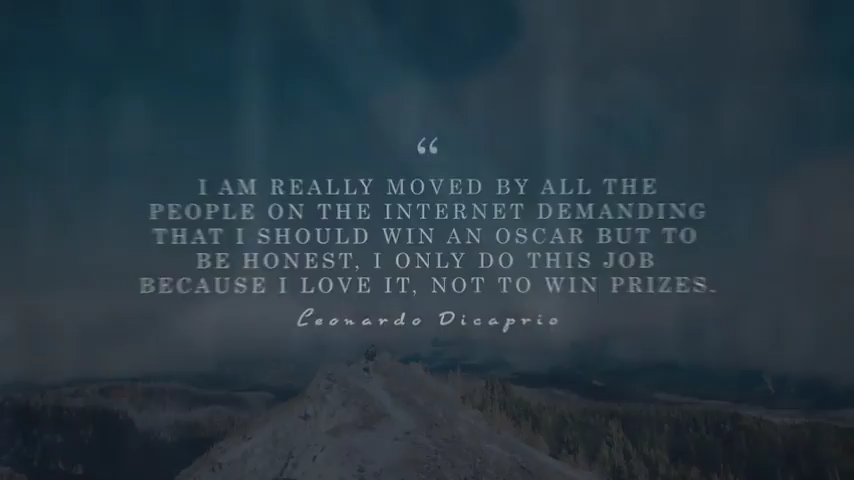 “
I AM REALLY MOVED BY ALL THE
PEOPLE ON THE INTERNET DEMANDING
THAT I SHOULD WIN AN OSCAR BUT TO
BE HONEST, I ONLY DO THIS JOB
BECAUSE I LOVE IT, NOT TO WIN PRIZES.
Leonardo Dicaprio